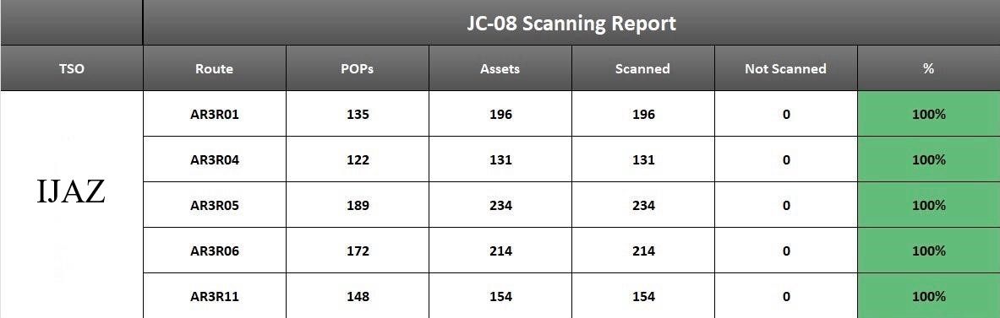 JC-08 Scanning Report
TSO Route POPs Assets Scanned Not Scanned %
AR3R01 135 196 196 0 100%
AR3R04 122 131 131 0 100%
IJAZ
AR3R05 189 234 234 0 100%
AR3R06 172 214 214 0 100%
AR3R11 148 154 154 0 100%